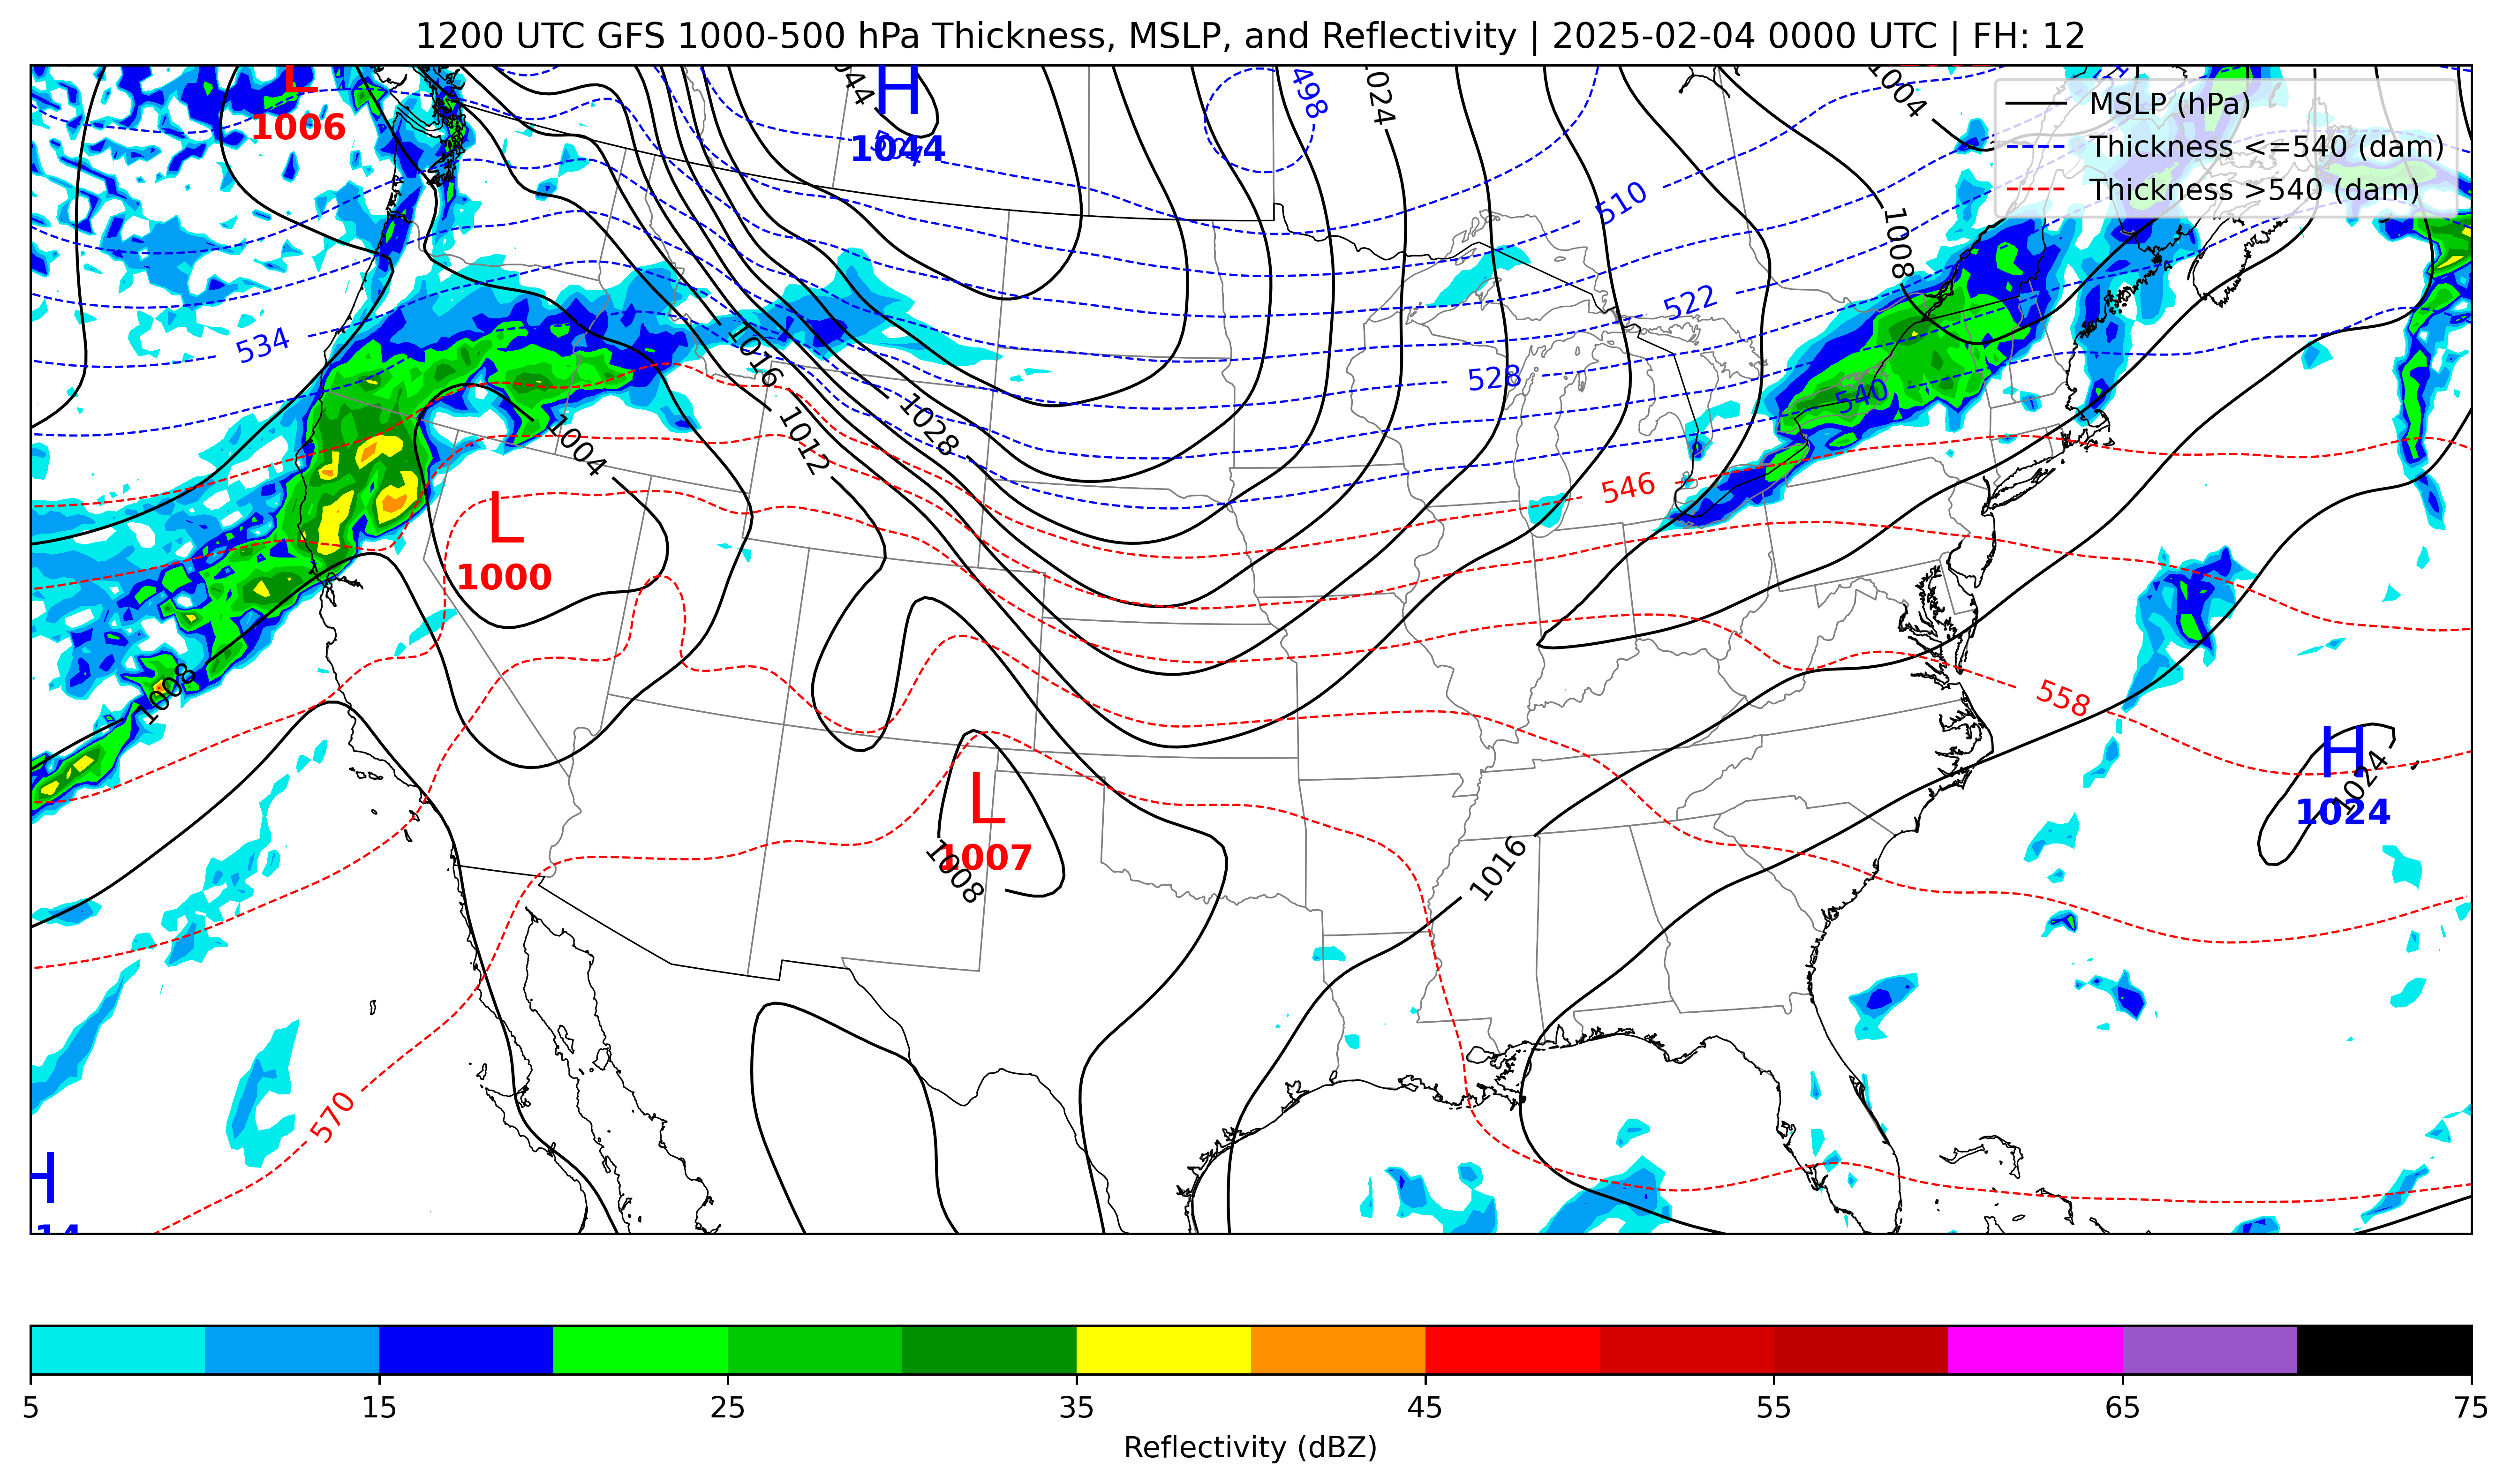 1200 UTC GFS 1000-500 hPa Thickness, MSLP, and Reflectivity | 2025-02-04 0000 UTC | FH: 12
MSLP (hPa)
Thickness <=540 (dam)
Thickness >540 (dam)
L
1006
H
1044
044
498
1024
1004
510
1008
522
534
1016
528
540
1028
1012
1004
546
L
1000
1008
558
H
1024
1024
L
1007
1008
1016
570
H
14
5 15 25 35 45 55 65 75
Reflectivity (dBZ)